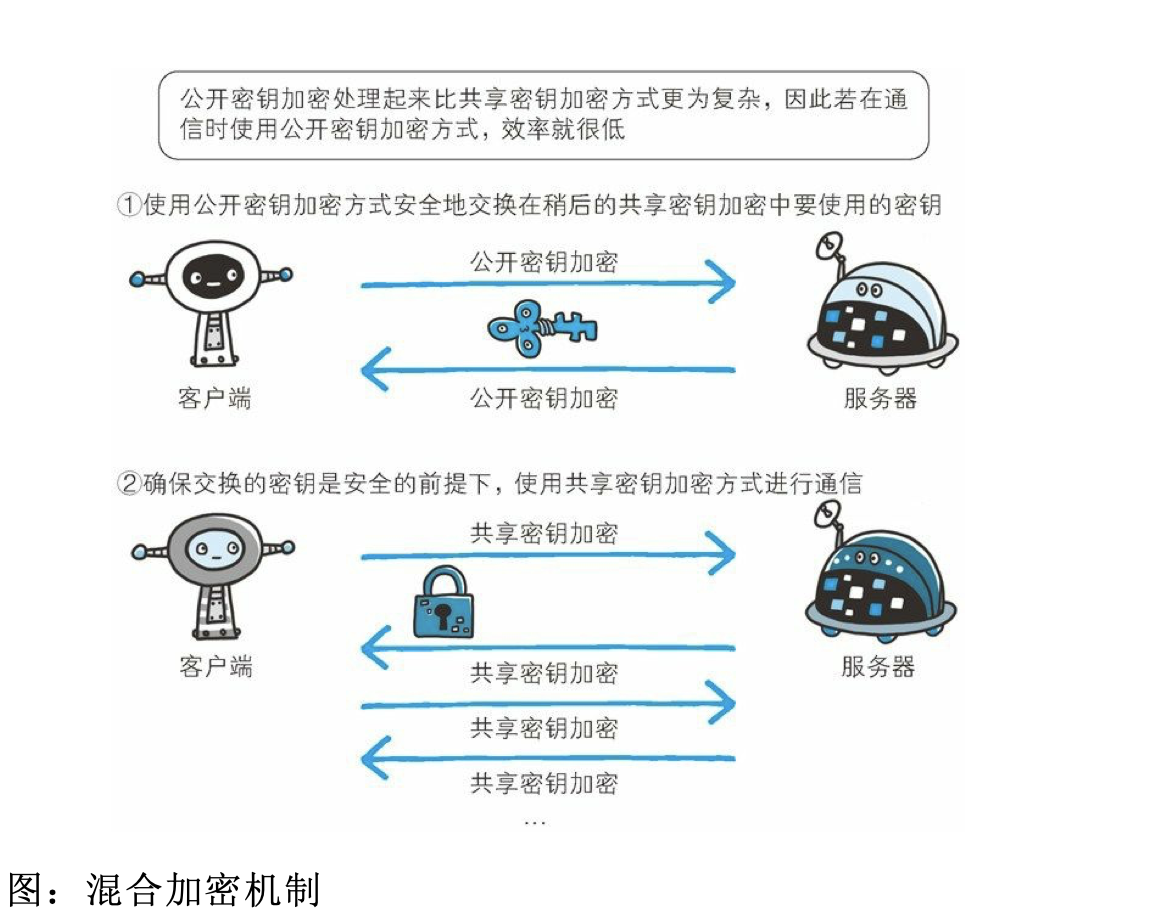 公开密钥加密处理起来比共享密钥加密方式更为复杂，因此若在通
信时使用公开密钥加密方式，效率就很低
①使用公开密钥加密方式安全地交换在稍后的共享密钥加密中要使用的密钥
公开密钥加密
公开密钥加密
客户端
服务器
②确保交换的密钥是安全的前提下，使用共享密钥加密方式进行通信
共享密钥加密
客户端
服务器
共享密钥加密
共享密钥加密
共享密钥加密
…
图：混合加密机制